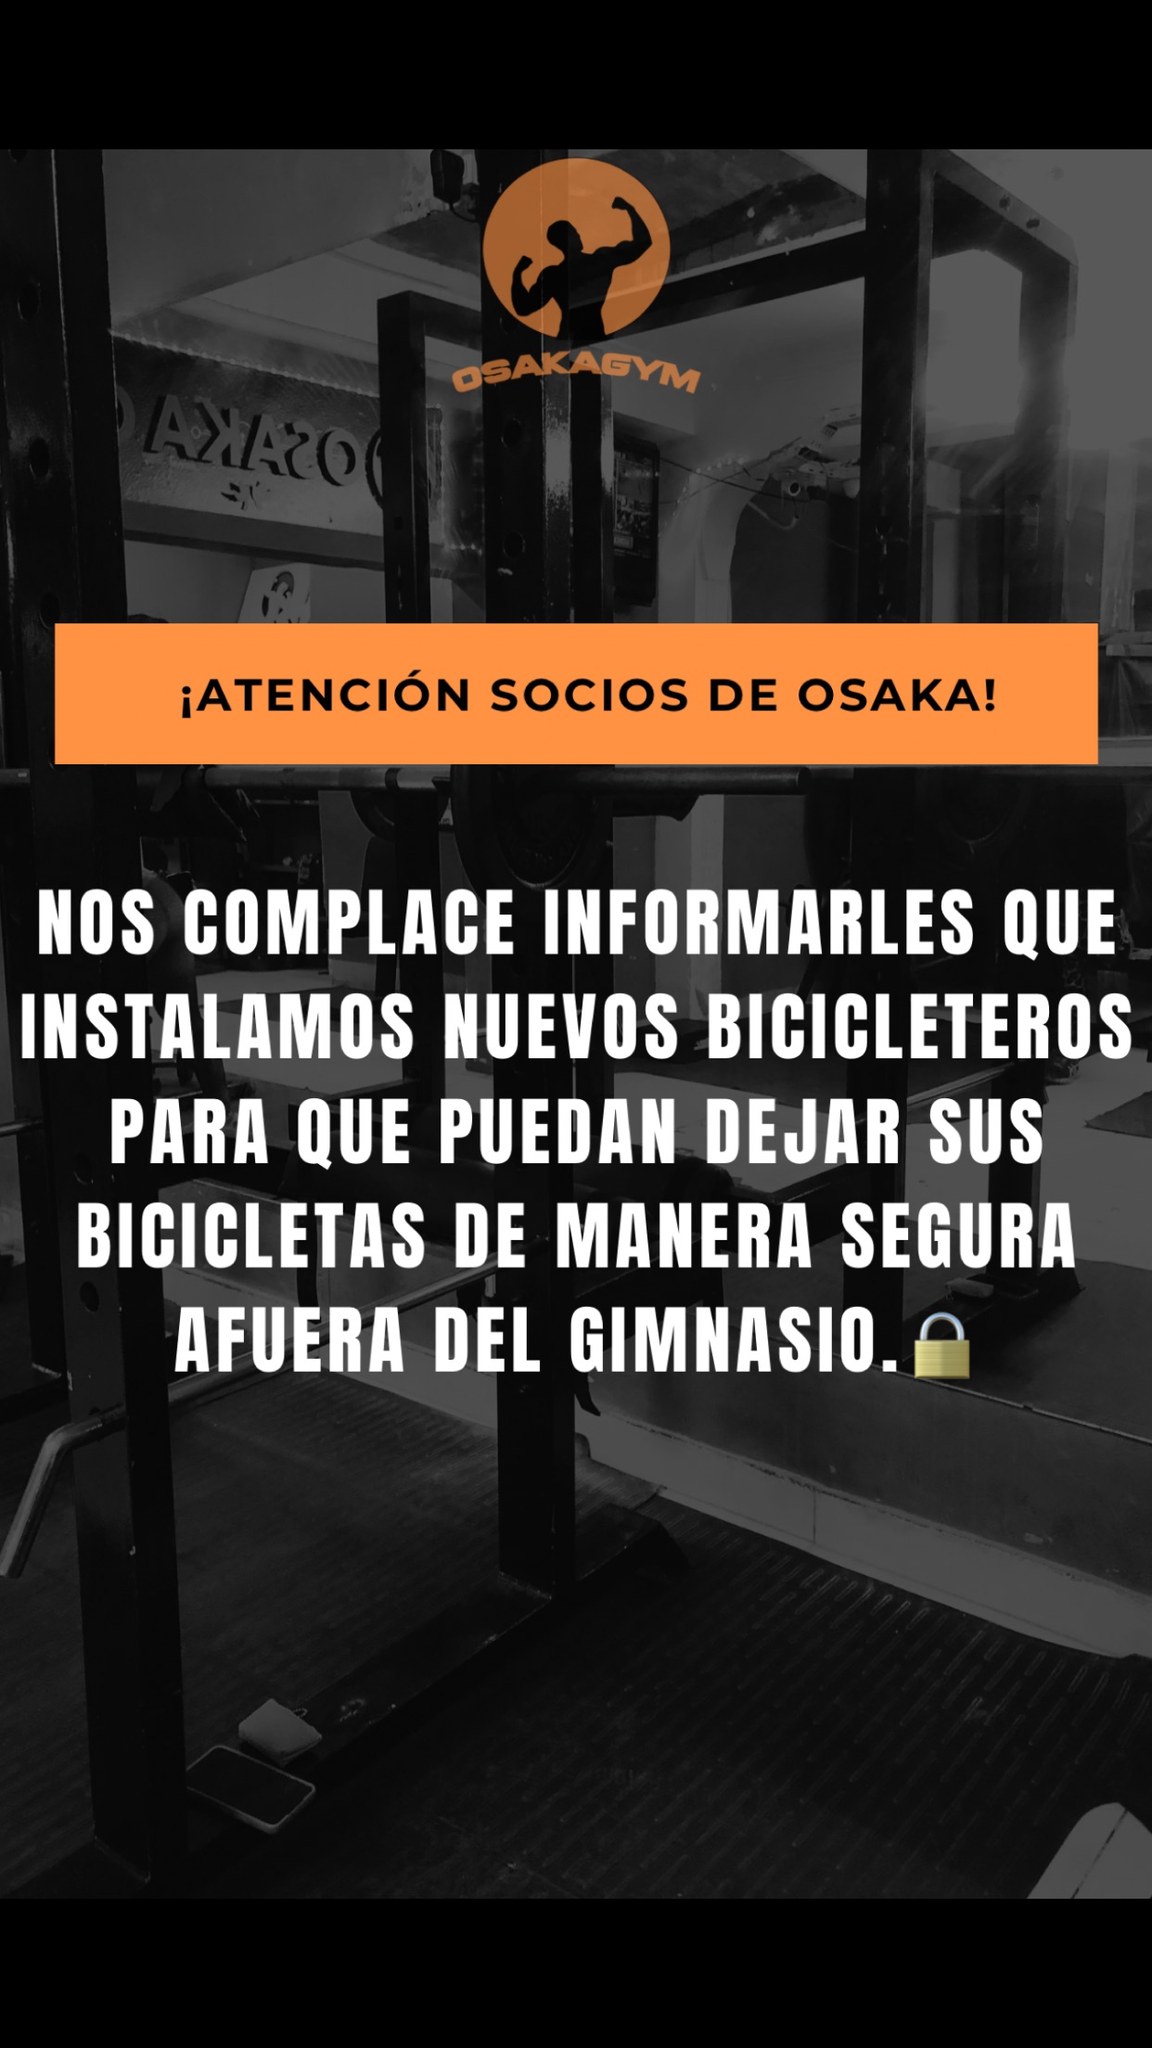 OSAKAGYM
OSAKA
¡ATENCIÓN SOCIOS DE OSAKA!
NOS COMPLACE INFORMARLES QUE
INSTALAMOS NUEVOS BICICLETEROS
PARA QUE PUEDAN DEJAR SUS
BICICLETAS DE MANERA SEGURA
AFUERA DEL GIMNASIO.🔒